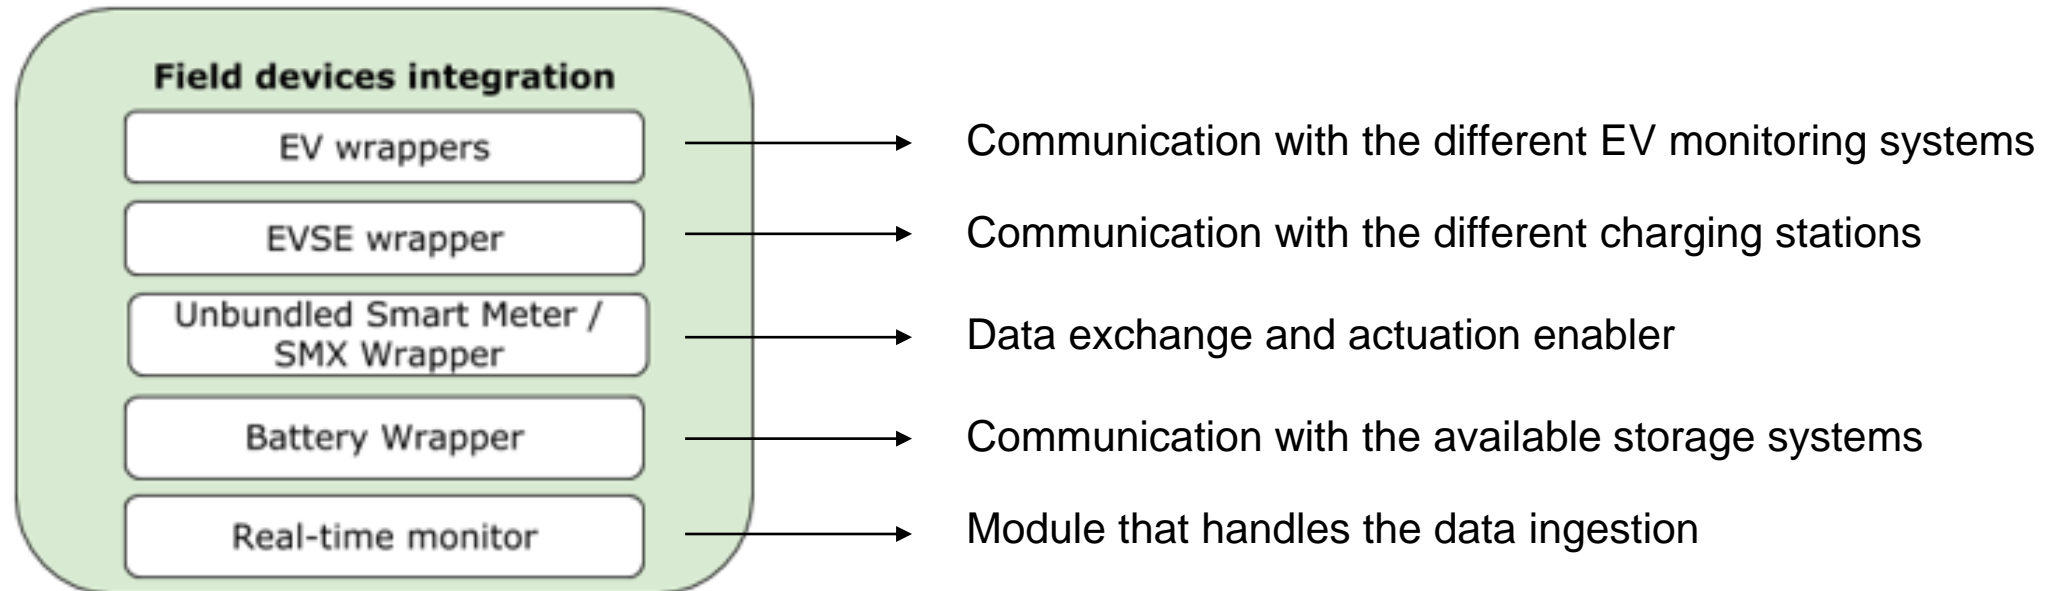 Field devices integration
EV wrappers
Communication with the different EV monitoring systems
EVSE wrapper
Communication with the different charging stations
Unbundled Smart Meter /
SMX Wrapper
Data exchange and actuation enabler
Battery Wrapper
Communication with the available storage systems
Real-time monitor
Module that handles the data ingestion